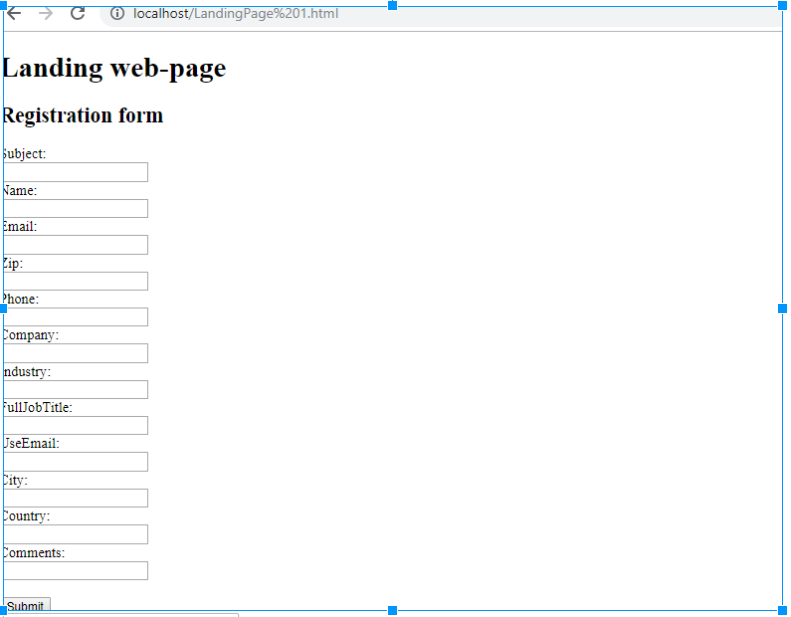 localhost/LandingPage%201.html
Landing web-page
Registration form
Subject:
Name:
Email:
Zip:
Phone:
Company:
Industry:
FullJobTitle:
UseEmail:
City:
Country:
Comments:
Submit